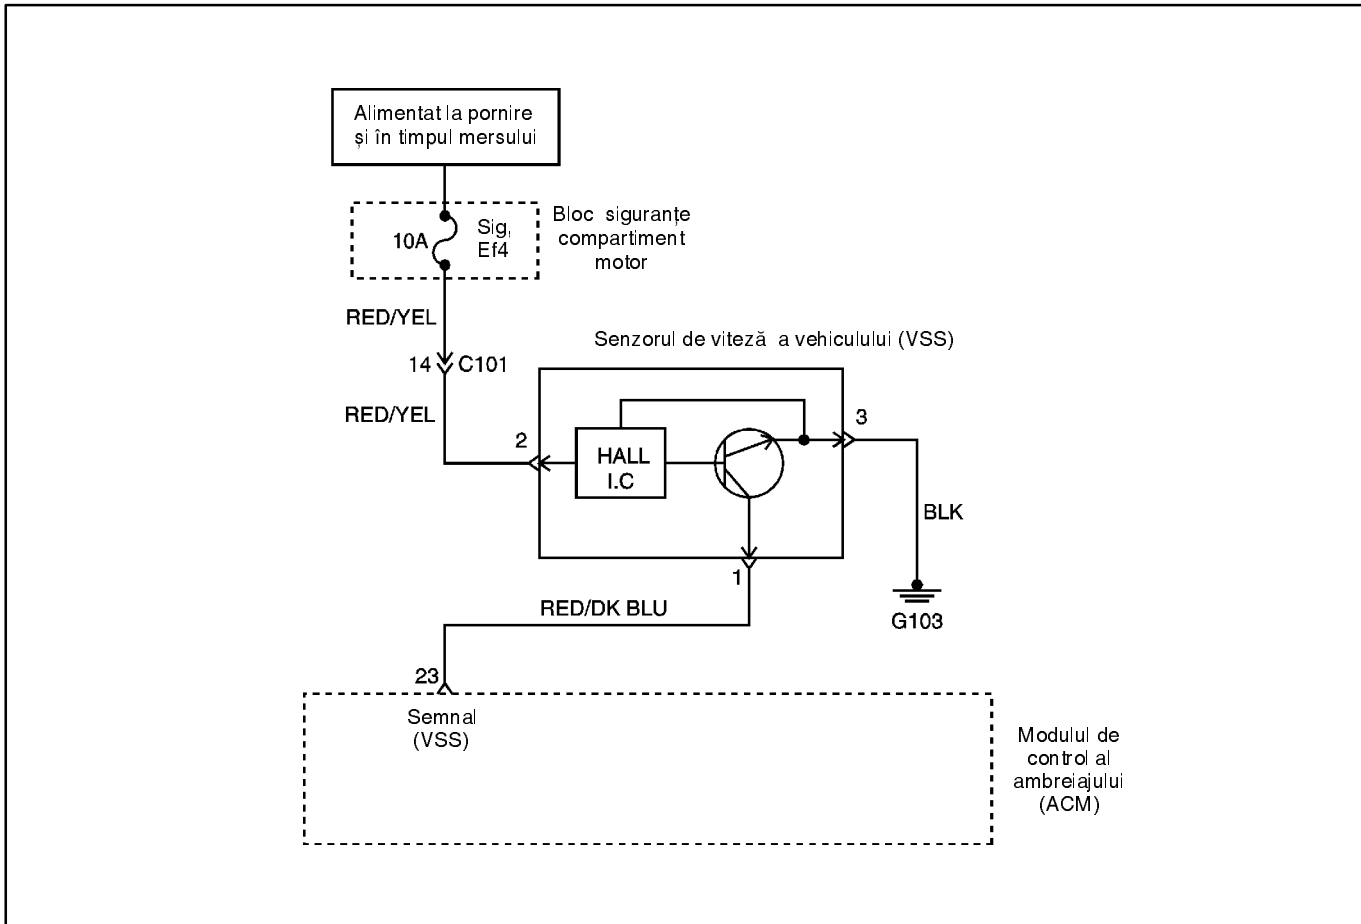 Alimentat la pornire
și în timpul mersului
Bloc siguranțe
compartiment
motor
10A
Sig,
Ef4
RED/YEL
14
C101
RED/YEL
Senzorul de viteză a vehiculului (VSS)
2
HALL
I.C
3
BLK
G103
1
RED/DK BLU
23
Semnal
(VSS)
Modulul de
control al
ambreiajului
(ACM)